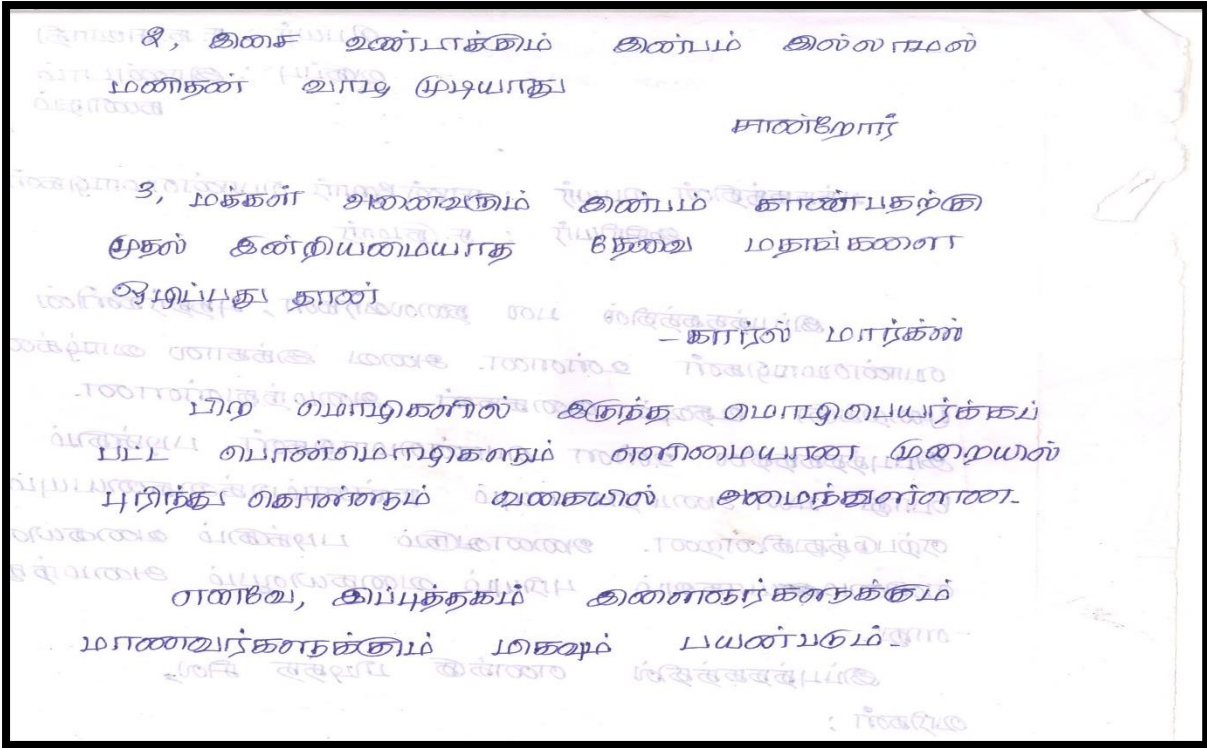 2, இசை உண்டாக்கும் இன்பம் இல்லாமல்
மனிதன் வாழ முடியாது
சான்றோர்
3, மக்கள் அனைவரும் இன்பம் காண்பதற்கு
முதல் இன்றியமையாத தேவை மதங்களை
ஒழிப்பது தான்
- கார்ல் மார்க்ஸ்
பிற மொழிகளில் இருந்த மொழிபெயர்க்கப்
பட்ட பொன்மொழிகளும் எளிமையான முறையில்
புரிந்து கொள்ளும் வகையில் அமைந்துள்ளன.
எனவே, இப்புத்தகம் இளைஞர்களுக்கும்
மாணவர்களுக்கும் மிகவும் பயன்படும்.